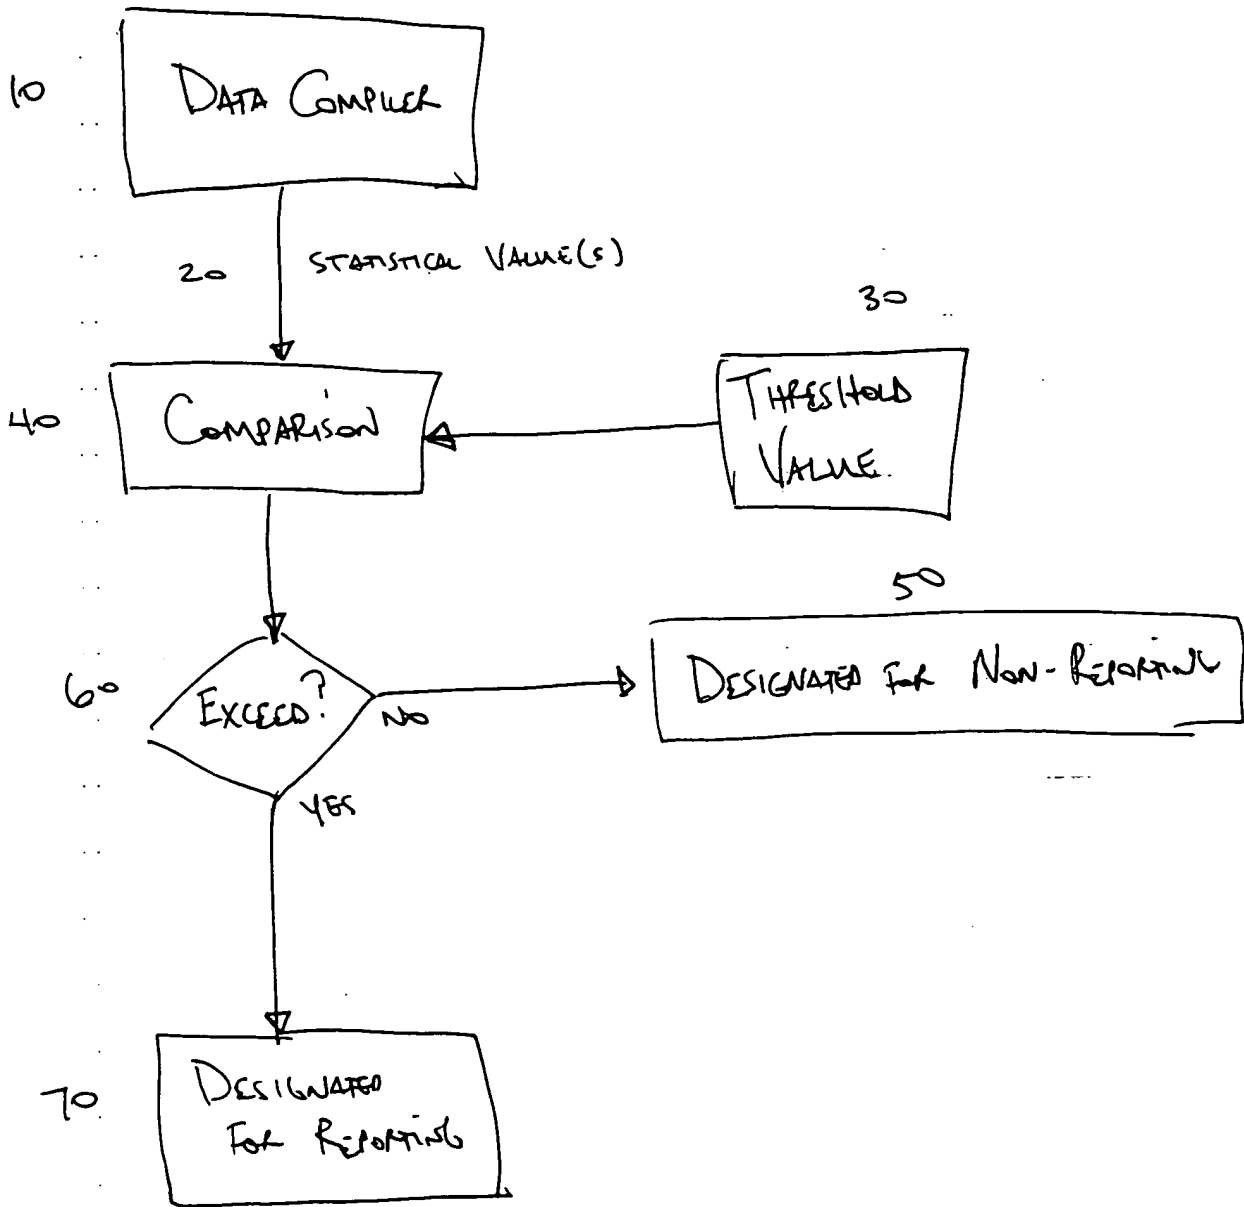 10
DATA COMPILER
20
STATISTICAL VALUE(S)
30
40
COMPARISON
THRESHOLD
VALUE
50
60
EXCEED?
NO
DESIGNATED FOR NON-REPORTING
YES
70
DESIGNATED
FOR REPORTING